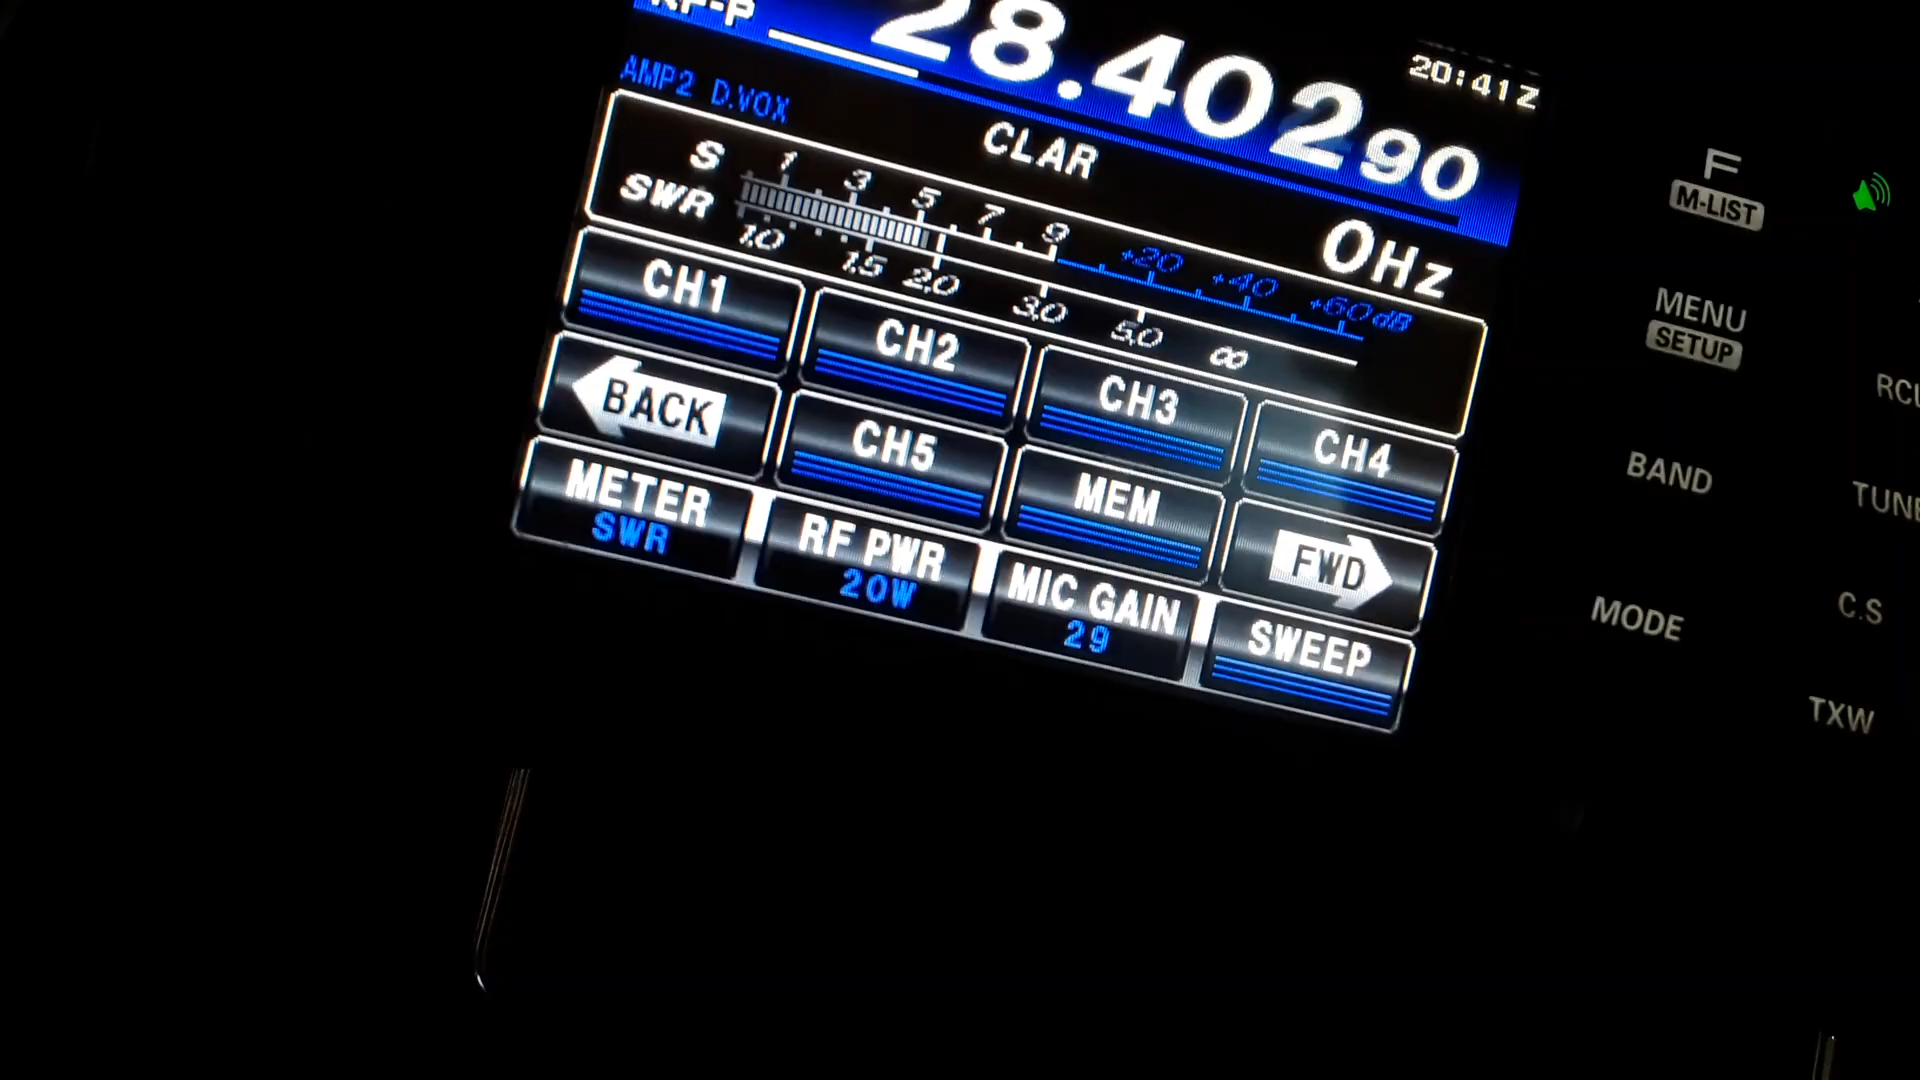 RF-P
28.40290
20:41Z
AMP2 D.VOX
CLAR
0Hz
S 1 3 5 7 9 +20 +40 +60dB
SWR
1.0 1.5 2.0 3.0 5.0 ∞
CH1 CH2 CH3 CH4
BACK CH5 MEM FWD
METER RF PWR MIC GAIN SWEEP
SWR 20W 29
F
M-LIST
MENU
SETUP
BAND
MODE
C.S
TXW